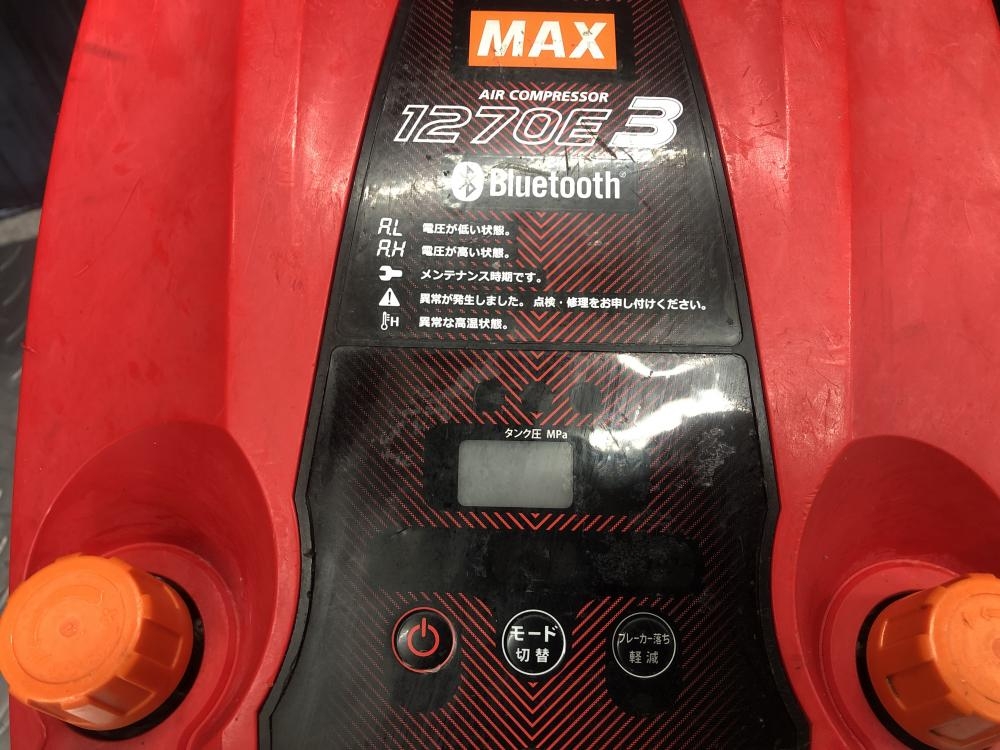 MAX
AIR COMPRESSOR
1270E3
Bluetooth®
A.L 電圧が低い状態。
A.H 電圧が高い状態。
メンテナンス時期です。
異常が発生しました。点検・修理をお申し付けください。
H 異常な高温状態。
タンク圧 MPa
モード
切替
ブレーカー落ち
軽減